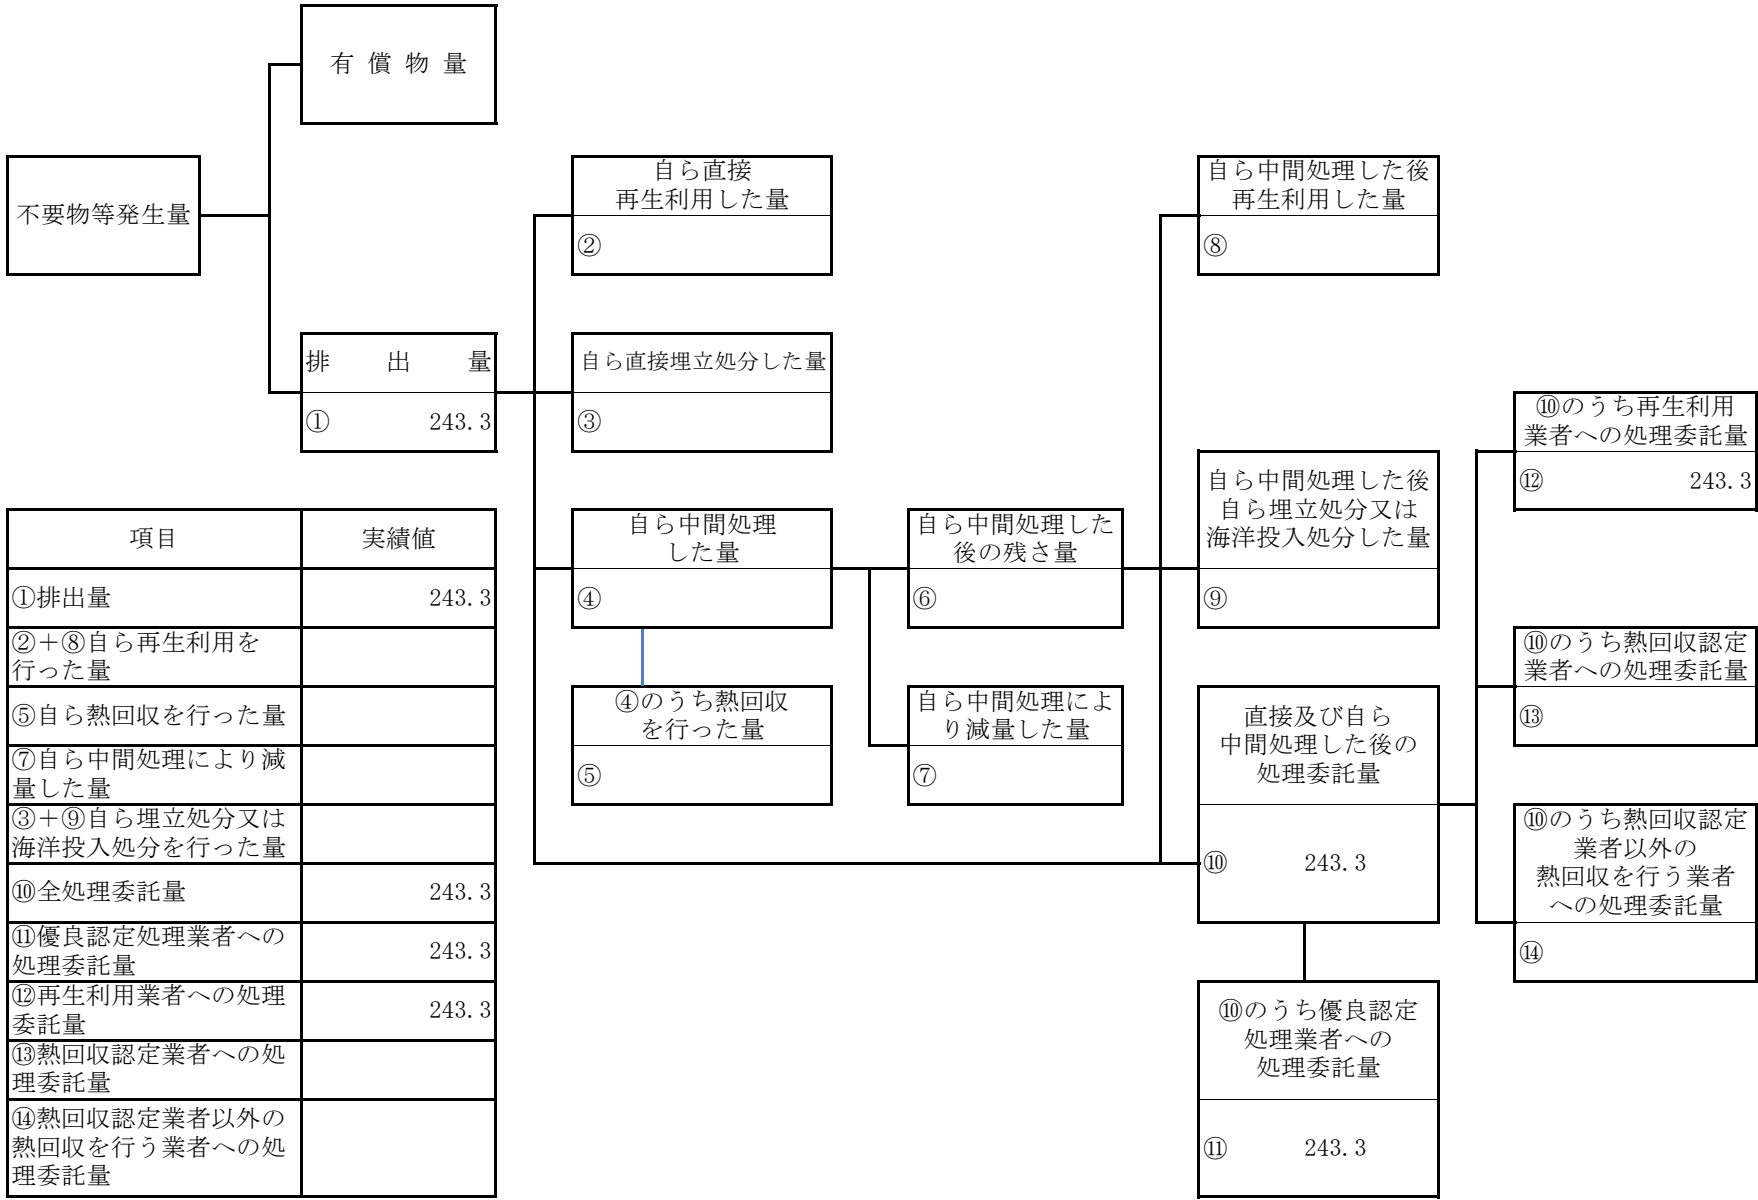 有償物量
不要物等発生量
自ら直接
再生利用した量
②
自ら中間処理した後
再生利用した量
⑧
排出量
① 243.3
自ら直接埋立処分した量
③
⑩のうち再生利用
業者への処理委託量
⑫ 243.3
自ら中間処理
した量
④
自ら中間処理した
後の残さ量
⑥
自ら中間処理した後
自ら埋立処分又は
海洋投入処分した量
⑨
⑩のうち熱回収認定
業者への処理委託量
⑬
④のうち熱回収
を行った量
⑤
自ら中間処理によ
り減量した量
⑦
直接及び自ら
中間処理した後の
処理委託量
⑩ 243.3
⑩のうち熱回収認定
業者以外の
熱回収を行う業者
への処理委託量
⑭
⑩のうち優良認定
処理業者への
処理委託量
⑪ 243.3
項目 実績値
①排出量 243.3
②＋⑧自ら再生利用を
行った量
⑤自ら熱回収を行った量
⑦自ら中間処理により減
量した量
③＋⑨自ら埋立処分又は
海洋投入処分を行った量
⑩全処理委託量 243.3
⑪優良認定処理業者への
処理委託量 243.3
⑫再生利用業者への処理
委託量 243.3
⑬熱回収認定業者への処
理委託量
⑭熱回収認定業者以外の
熱回収を行う業者への処
理委託量